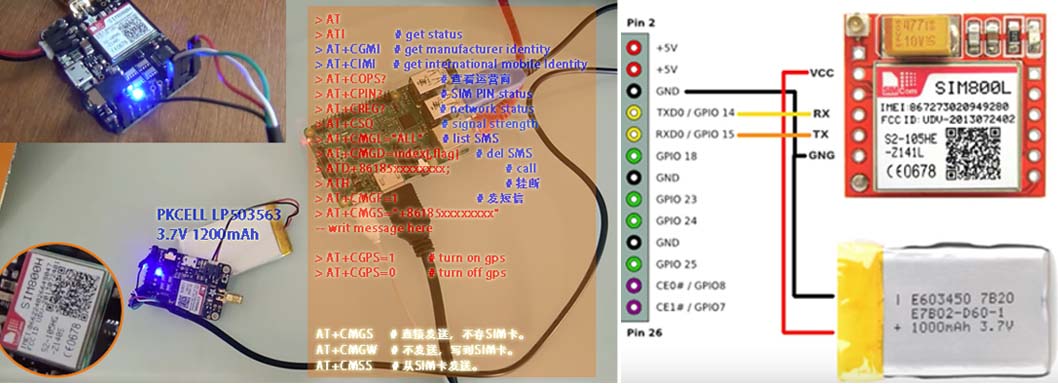 > AT
> ATI # get status
> AT+CGMI # get manufacturer identity
> AT+CIMI # get international mobile Identity
> AT+COPS? # 查看运营商
> AT+CPIN? # SIM PIN status
> AT+CREG? # network status
> AT+CSQ # signal strength
> AT+CMGL="ALL" # list SMS
> AT+CMGD=index[,flag] # del SMS
> ATD+86185xxxxxxxx; # call
> ATH # 挂断
> AT+CMGF=1 # 发短信
> AT+CMGS="+86185xxxxxxxx"
-- writ message here
> AT+CGPS=1 # turn on gps
> AT+CGPS=0 # turn off gps
AT+CMGS # 直接发送，不存SIM卡。
AT+CMGW # 不发送，写到SIM卡。
AT+CMSS # 从SIM卡发送。
PKCELL LP503563
3.7V 1200mAh
SIM800H
S2-105HG
-Z140S
CE0678
Pin 2
+5V
+5V
GND
TXD0 / GPIO 14
RXD0 / GPIO 15
GPIO 18
GND
GPIO 23
GPIO 24
GND
GPIO 25
CE0# / GPIO8
CE1# / GPIO7
Pin 26
VCC
RX
TX
GNG
477J
10V
SIMCom
SIM800L
IMEI:867273020949280
FCC ID: UDV-2013072402
S2-105HE
-Z141L
CE0678
E603450 7B20
E7B02-D60-1
+ 1000mAh 3.7V